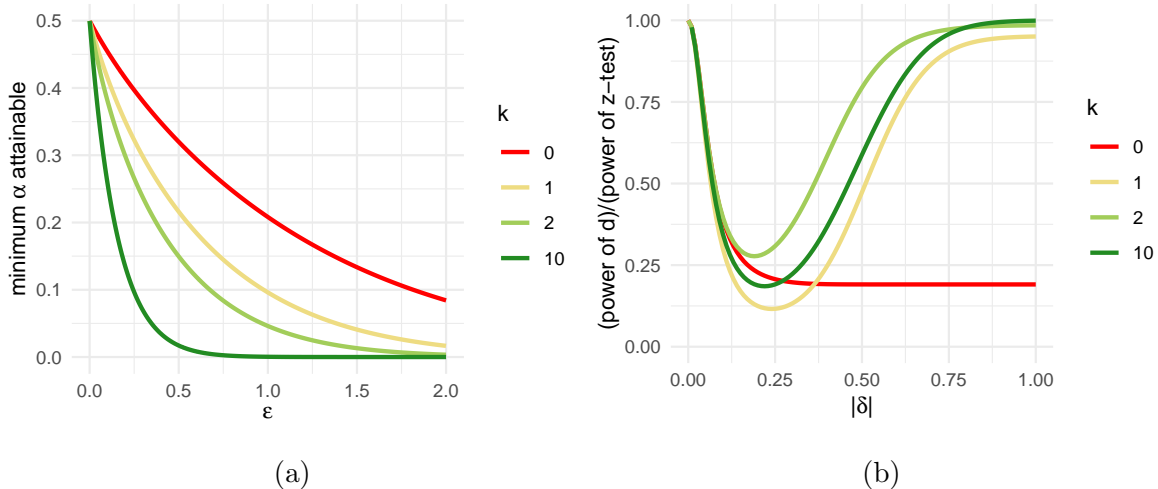 0.5
0.4
0.3
0.2
0.1
0.0
minimum α attainable
0.0 0.5 1.0 1.5 2.0
ε
k
0
1
2
10
(a)
1.00
0.75
0.50
0.25
0.00
(power of d)/(power of z−test)
0.00 0.25 0.50 0.75 1.00
|δ|
k
0
1
2
10
(b)